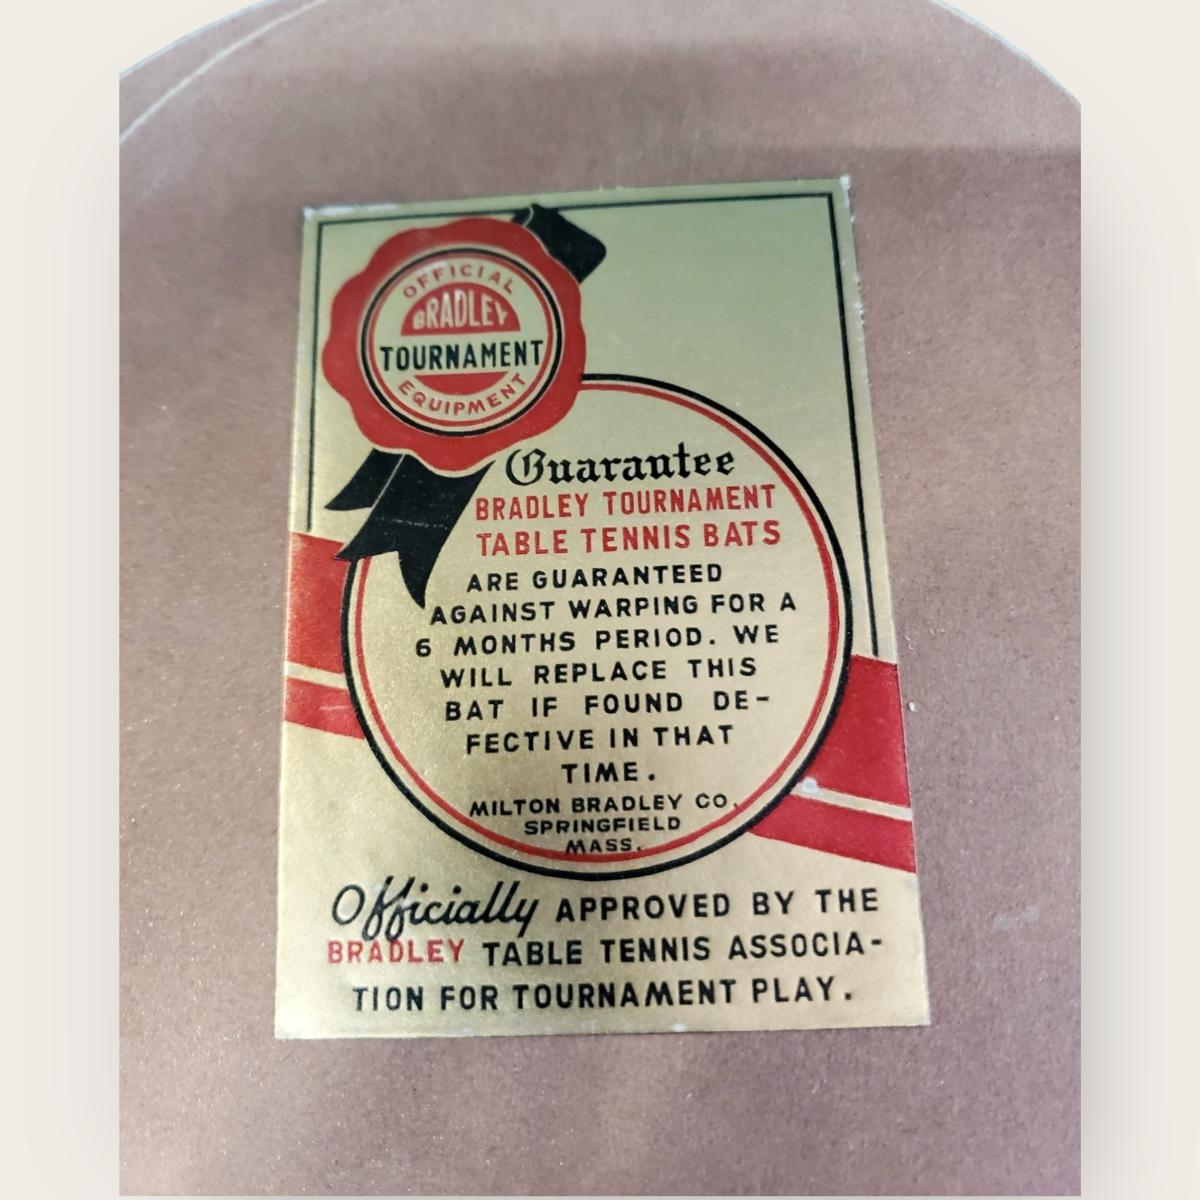 OFFICIAL
BRADLEY
TOURNAMENT
EQUIPMENT
Guarantee
BRADLEY TOURNAMENT
TABLE TENNIS BATS
ARE GUARANTEED
AGAINST WARPING FOR A
6 MONTHS PERIOD. WE
WILL REPLACE THIS
BAT IF FOUND DE-
FECTIVE IN THAT
TIME.
MILTON BRADLEY CO.
SPRINGFIELD
MASS.
Officially APPROVED BY THE
BRADLEY TABLE TENNIS ASSOCIA-
TION FOR TOURNAMENT PLAY.